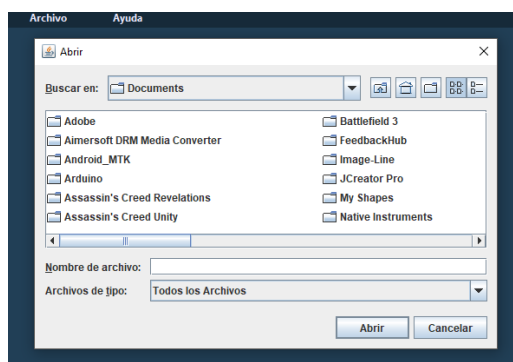 Archivo Ayuda
Abrir
Buscar en: Documents
Adobe Battlefield 3
Aimersoft DRM Media Converter FeedbackHub
Android_MTK Image-Line
Arduino JCreator Pro
Assassin's Creed Revelations My Shapes
Assassin's Creed Unity Native Instruments
Nombre de archivo:
Archivos de tipo: Todos los Archivos
Abrir Cancelar